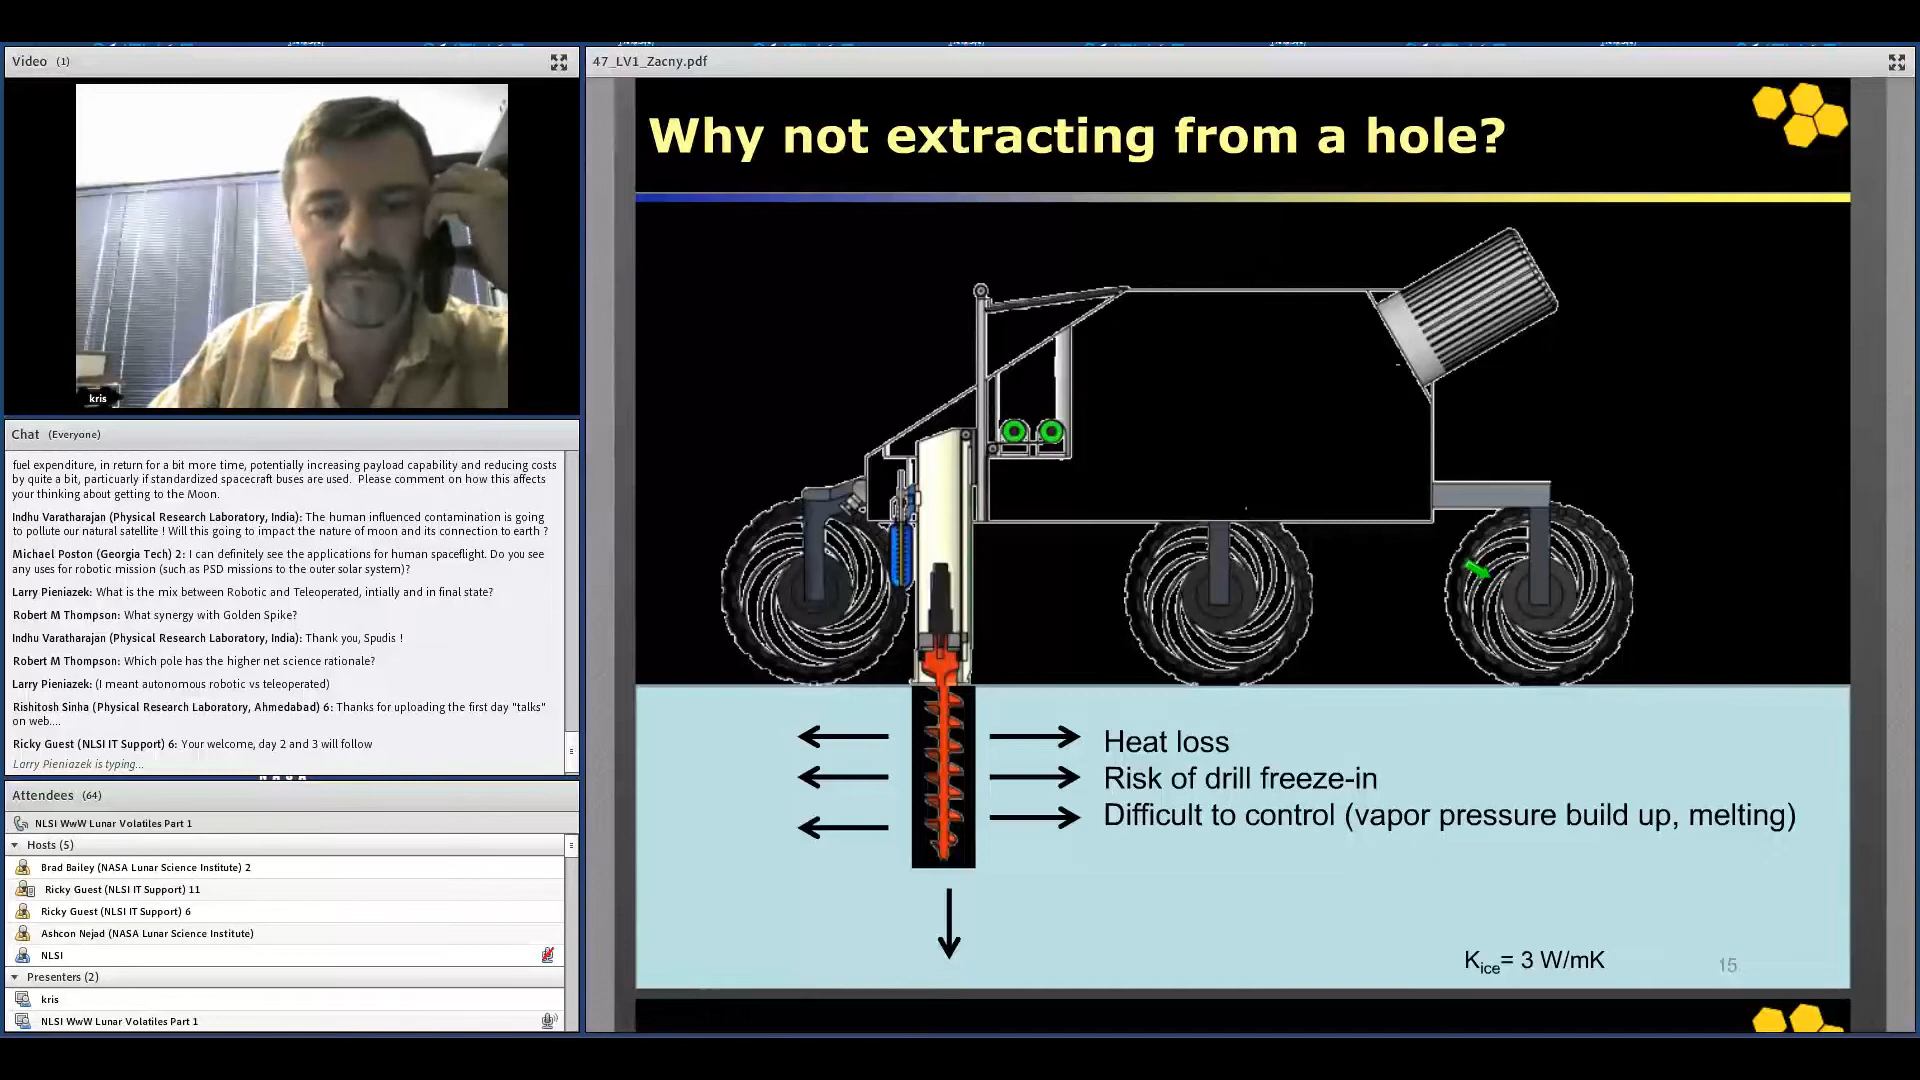 Video (1)
kris
Chat (Everyone)
fuel expenditure, in return for a bit more time, potentially increasing payload capability and reducing costs
by quite a bit, particuarly if standardized spacecraft buses are used. Please comment on how this affects
your thinking about getting to the Moon.
Indhu Varatharajan (Physical Research Laboratory, India): The human influenced contamination is going
to pollute our natural satellite ! Will this going to impact the nature of moon and its connection to earth ?
Michael Poston (Georgia Tech) 2: I can definitely see the applications for human spaceflight. Do you see
any uses for robotic mission (such as PSD missions to the outer solar system)?
Larry Pieniazek: What is the mix between Robotic and Teleoperated, intially and in final state?
Robert M Thompson: What synergy with Golden Spike?
Indhu Varatharajan (Physical Research Laboratory, India): Thank you, Spudis !
Robert M Thompson: Which pole has the higher net science rationale?
Larry Pieniazek: (I meant autonomous robotic vs teleoperated)
Rishitosh Sinha (Physical Research Laboratory, Ahmedabad) 6: Thanks for uploading the first day "talks"
on web....
Ricky Guest (NLSI IT Support) 6: Your welcome, day 2 and 3 will follow
Larry Pieniazek is typing...
Attendees (64)
NLSI WwW Lunar Volatiles Part 1
Hosts (5)
Brad Bailey (NASA Lunar Science Institute) 2
Ricky Guest (NLSI IT Support) 11
Ricky Guest (NLSI IT Support) 6
Ashcon Nejad (NASA Lunar Science Institute)
NLSI
Presenters (2)
kris
NLSI WwW Lunar Volatiles Part 1
47_LV1_Zacny.pdf
Why not extracting from a hole?
Heat loss
Risk of drill freeze-in
Difficult to control (vapor pressure build up, melting)
Kice= 3 W/mK
15